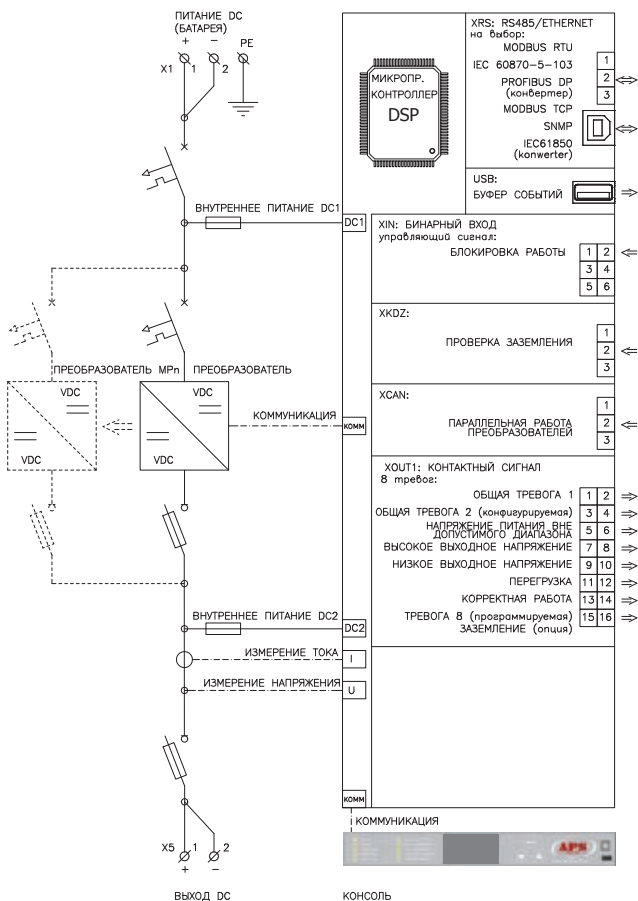 ПИТАНИЕ DC
(БАТАРЕЯ)
+ − PE
X1 1 2
ВНУТРЕННЕЕ ПИТАНИЕ DC1
ПРЕОБРАЗОВАТЕЛЬ MPn
VDC
VDC
ПРЕОБРАЗОВАТЕЛЬ
VDC
VDC
КОММУНИКАЦИЯ
ВНУТРЕННЕЕ ПИТАНИЕ DC2
ИЗМЕРЕНИЕ ТОКА
ИЗМЕРЕНИЕ НАПРЯЖЕНИЯ
X5 1 2
+ −
ВЫХОД DC
МИКРОПР.
КОНТРОЛЛЕР
DSP
XRS: RS485/ETHERNET
на выбор:
MODBUS RTU
IEC 60870-5-103
PROFIBUS DP
(конвертер)
MODBUS TCP
SNMP
IEC61850
(konwerter)
1
2
3
USB:
БУФЕР СОБЫТИЙ
DC1
XIN: БИНАРНЫЙ ВХОД
управляющий сигнал:
БЛОКИРОВКА РАБОТЫ 1 2
3 4
5 6
XKDZ:
ПРОВЕРКА ЗАЗЕМЛЕНИЯ
1
2
3
XCAN:
ПАРАЛЛЕЛЬНАЯ РАБОТА
ПРЕОБРАЗОВАТЕЛЕЙ
1
2
3
КОММ
XOUT1: КОНТАКТНЫЙ СИГНАЛ
8 тревог:
ОБЩАЯ ТРЕВОГА 1 1 2
ОБЩАЯ ТРЕВОГА 2 (конфигурируемая) 3 4
НАПРЯЖЕНИЕ ПИТАНИЯ ВНЕ
ДОПУСТИМОГО ДИАПАЗОНА 5 6
ВЫСОКОЕ ВЫХОДНОЕ НАПРЯЖЕНИЕ 7 8
НИЗКОЕ ВЫХОДНОЕ НАПРЯЖЕНИЕ 9 10
ПЕРЕГРУЗКА 11 12
КОРРЕКТНАЯ РАБОТА 13 14
ТРЕВОГА 8 (программируемая) 15 16
ЗАЗЕМЛЕНИЕ (опция)
DC2
I
U
КОММ
КОММУНИКАЦИЯ
APS
КОНСОЛЬ